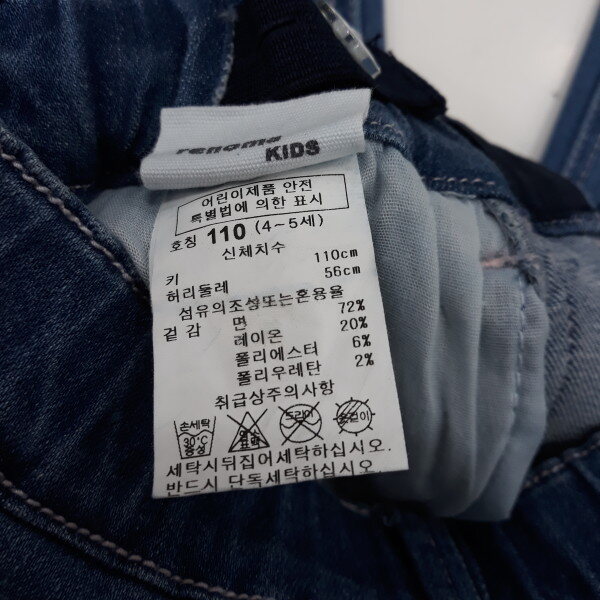 renoma
KIDS
어린이제품 안전
특별법에 의한 표시
호칭 110 (4~5세)
신체치수
키 110cm
허리둘레 56cm
섬유의조성또는혼용율
겉감 면 72%
레이온 20%
폴리에스터 6%
폴리우레탄 2%
취급상주의사항
손세탁
30℃
중성
염소
표백
드라이
세탁시뒤집어세탁하십시오.
반드시 단독세탁하십시오.